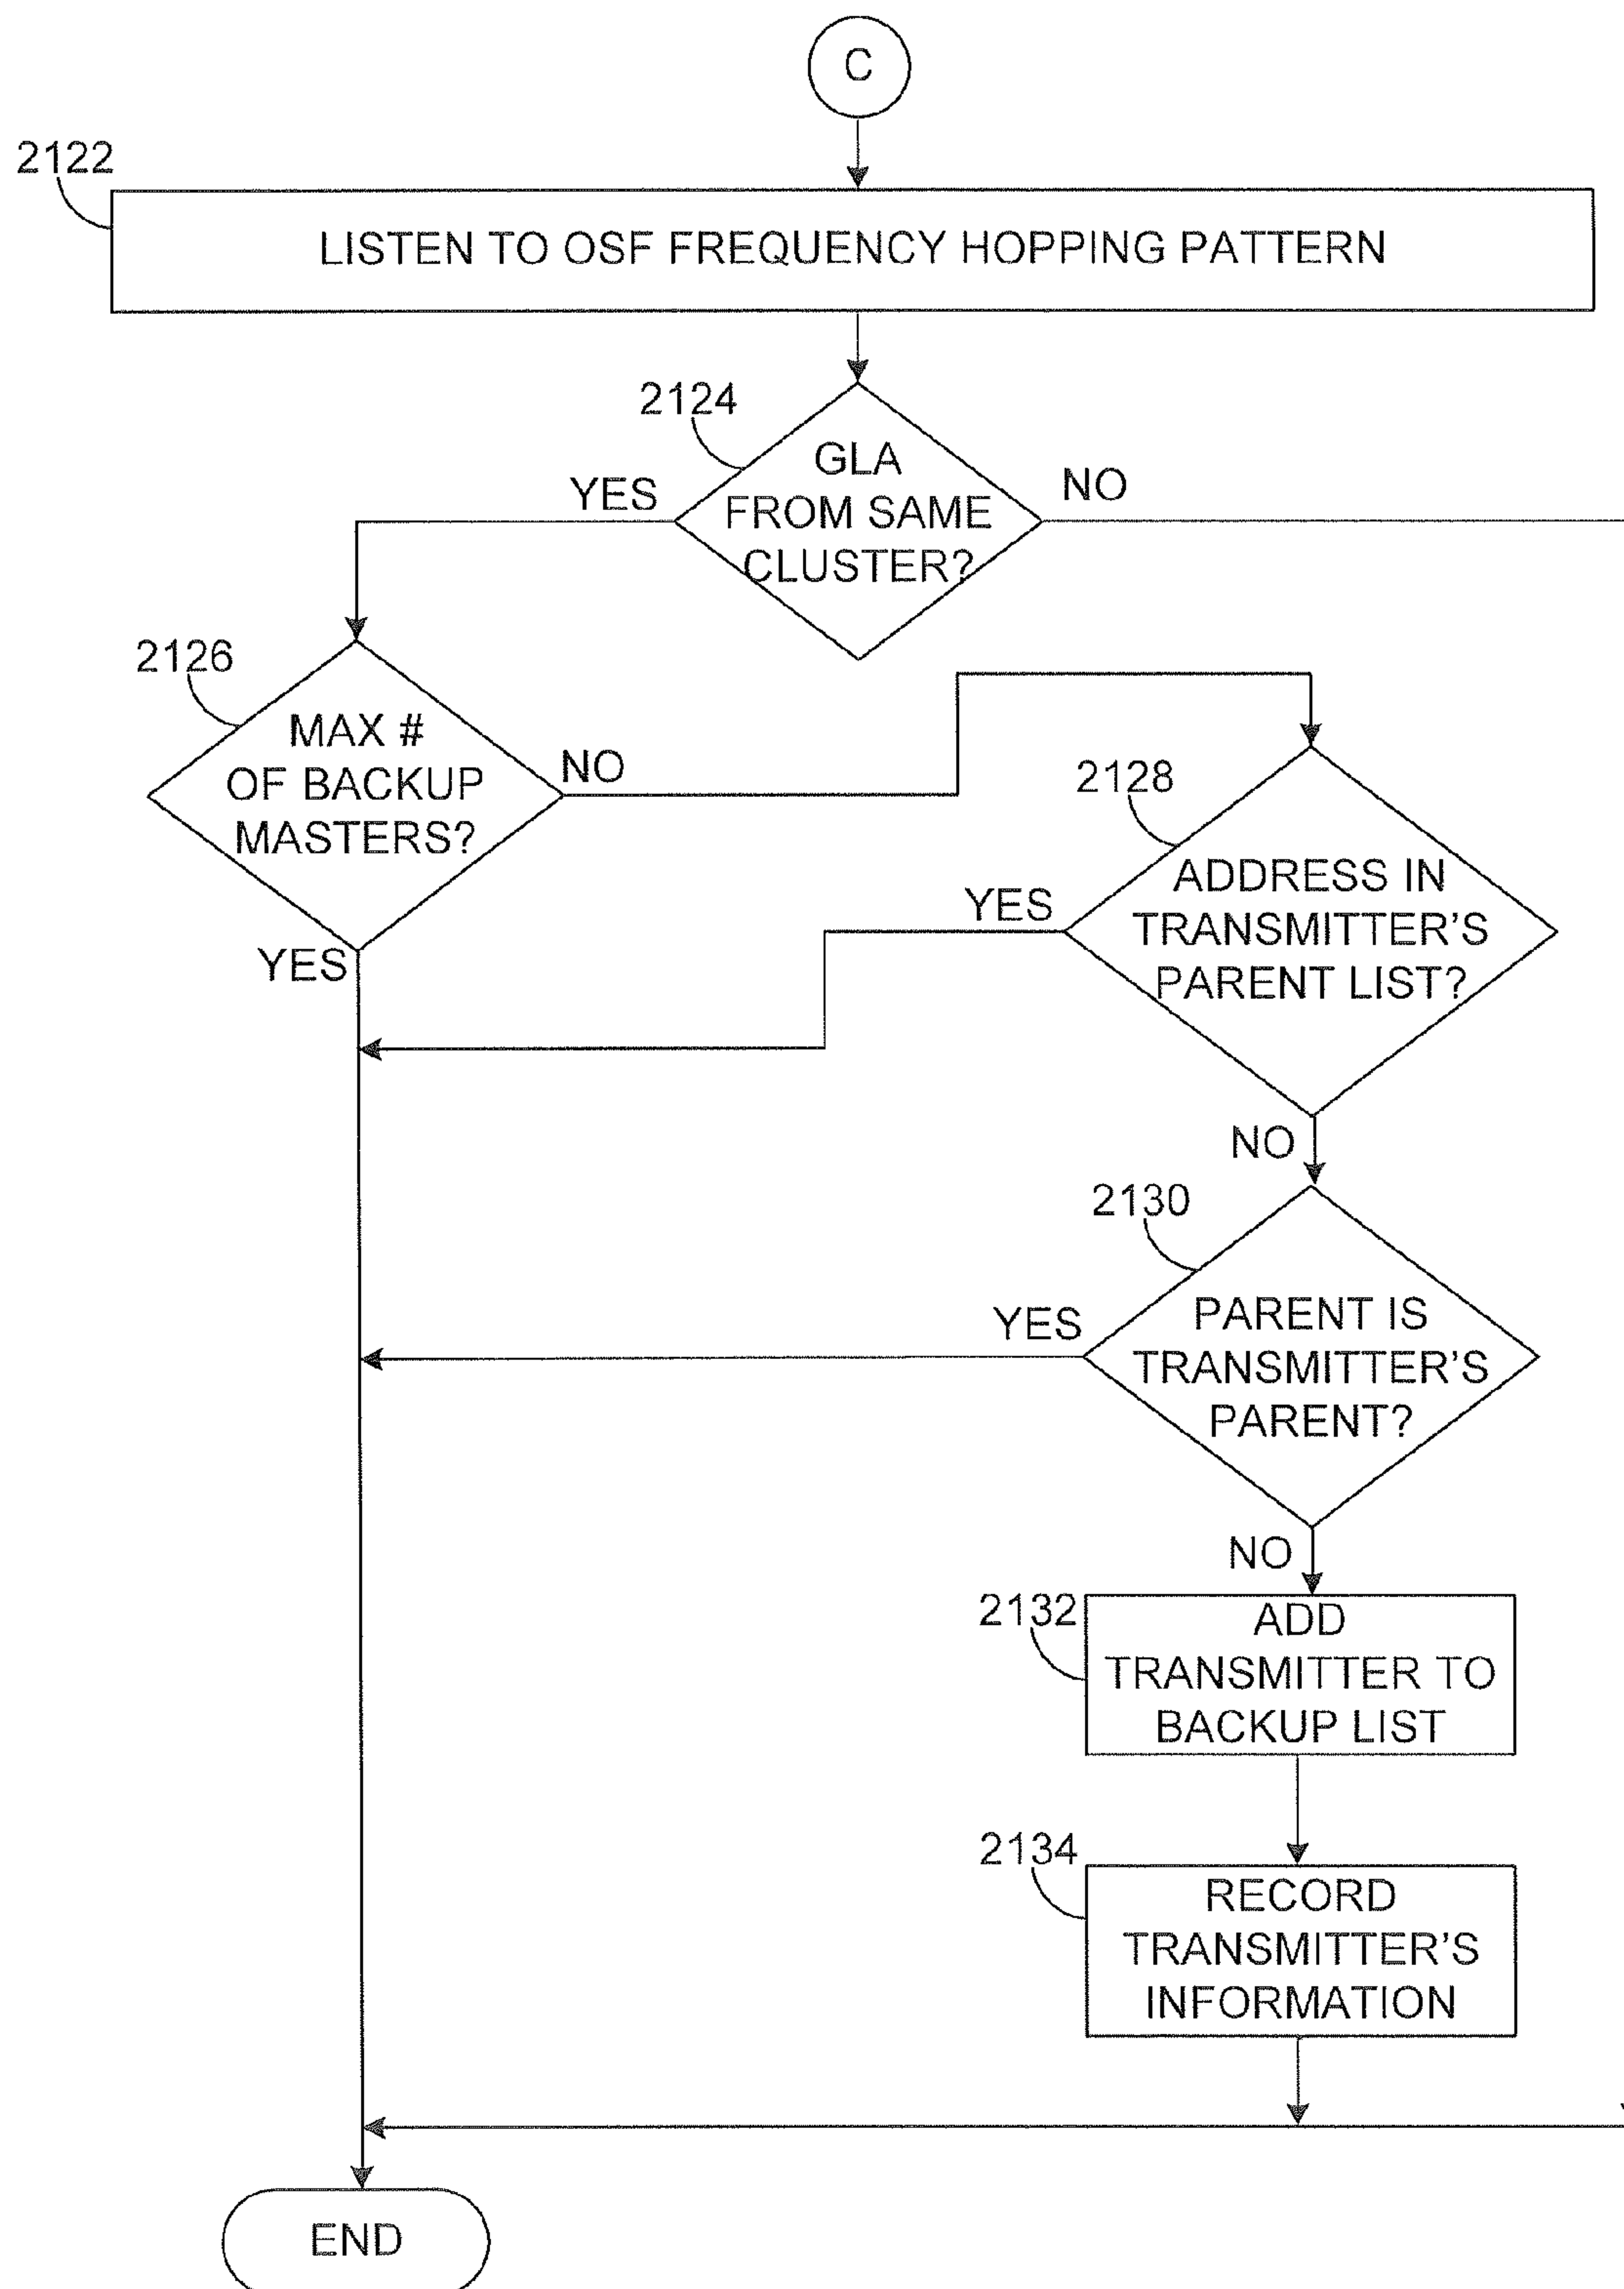 C
2122
LISTEN TO OSF FREQUENCY HOPPING PATTERN
2124
GLA
FROM SAME
CLUSTER?
YES
NO
2126
MAX #
OF BACKUP
MASTERS?
NO
YES
2128
ADDRESS IN
TRANSMITTER'S
PARENT LIST?
YES
NO
2130
PARENT IS
TRANSMITTER'S
PARENT?
YES
NO
2132
ADD
TRANSMITTER TO
BACKUP LIST
2134
RECORD
TRANSMITTER'S
INFORMATION
END